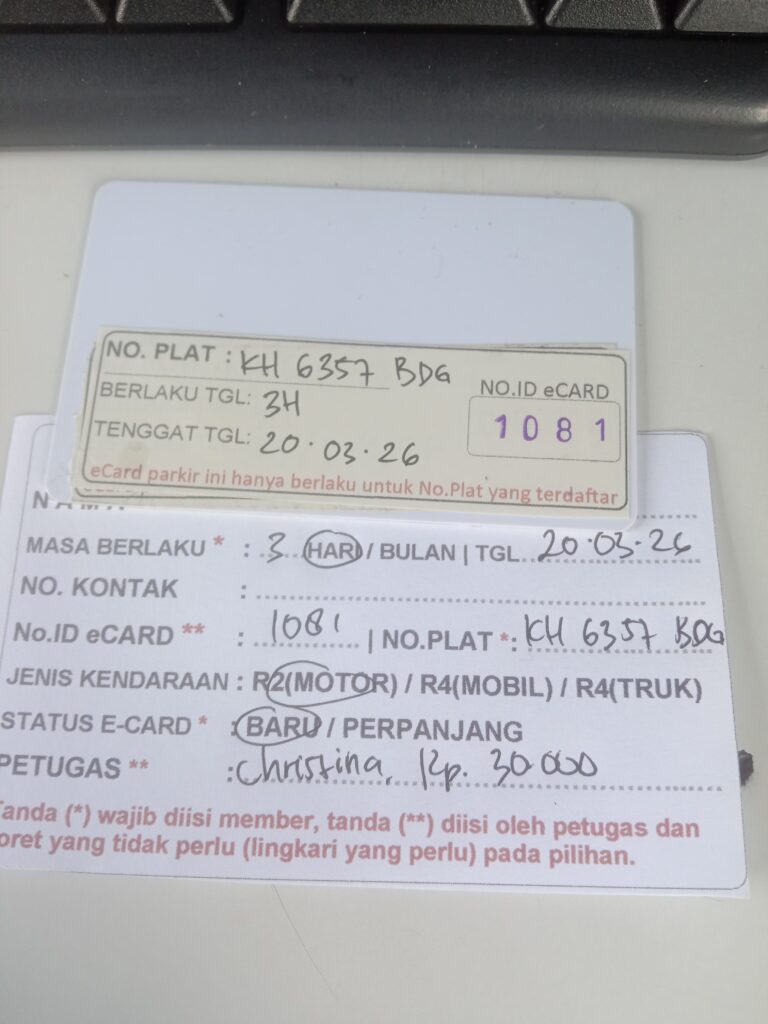 NO. PLAT : KH 6357 BDG
BERLAKU TGL: 3H
NO.ID eCARD
TENGGAT TGL: 20.03.26
1081
eCard parkir ini hanya berlaku untuk No.Plat yang terdaftar
MASA BERLAKU * : 3 HARI / BULAN | TGL 20.03.26
NO. KONTAK :
No.ID eCARD ** : 1081 | NO.PLAT *: KH 6357 BDG
JENIS KENDARAAN : R2(MOTOR) / R4(MOBIL) / R4(TRUK)
STATUS E-CARD * : BARU / PERPANJANG
PETUGAS ** : Christina, Rp. 30.000
Tanda (*) wajib diisi member, tanda (**) diisi oleh petugas dan
coret yang tidak perlu (lingkari yang perlu) pada pilihan.